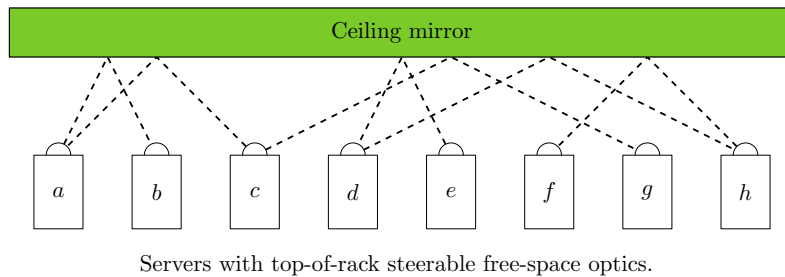 Ceiling mirror
a b c d e f g h
Servers with top-of-rack steerable free-space optics.